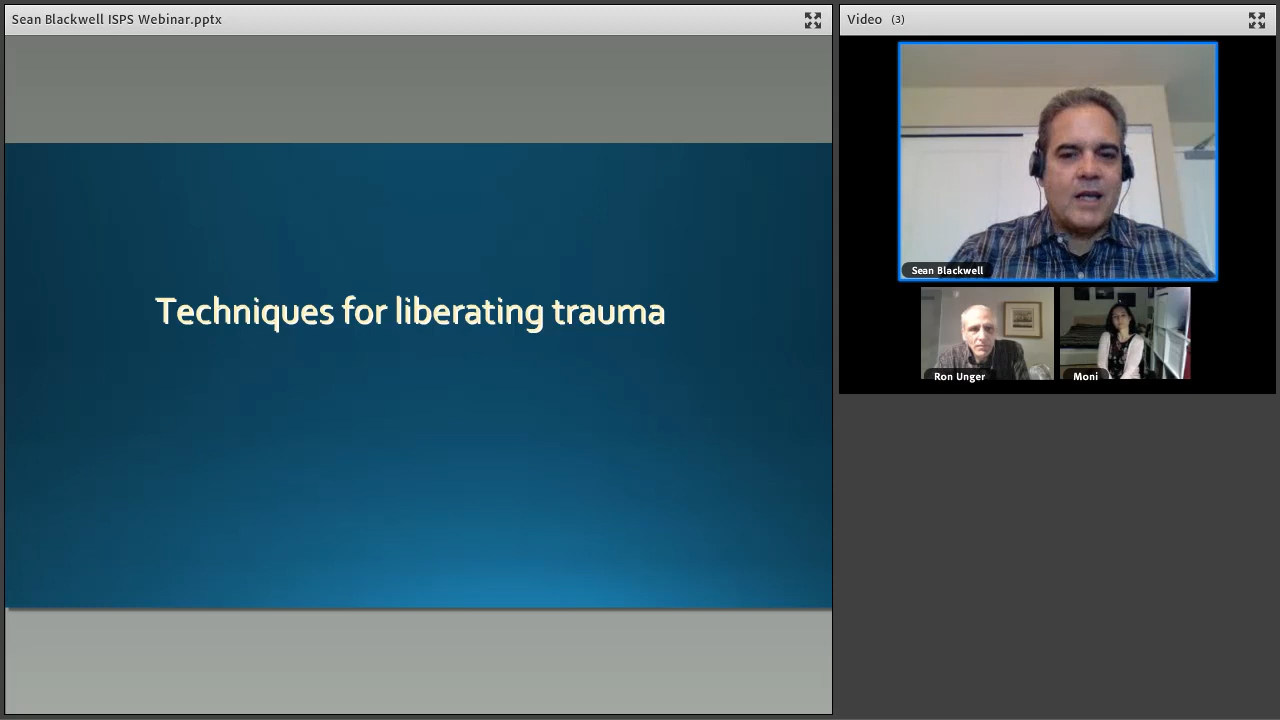 Sean Blackwell ISPS Webinar.pptx
Video (3)
Techniques for liberating trauma
Sean Blackwell
Ron Unger
Moni